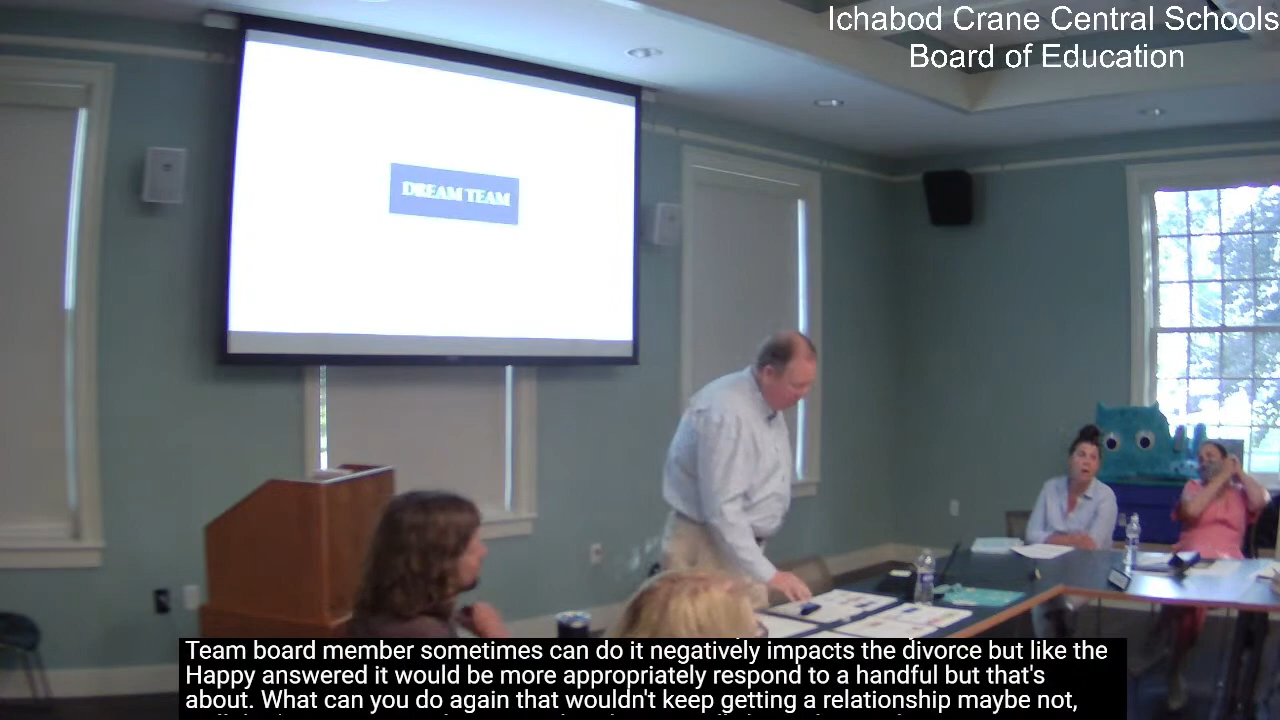 Ichabod Crane Central Schools
Board of Education
DREAM TEAM
Team board member sometimes can do it negatively impacts the divorce but like the
Happy answered it would be more appropriately respond to a handful but that's
about. What can you do again that wouldn't keep getting a relationship maybe not,